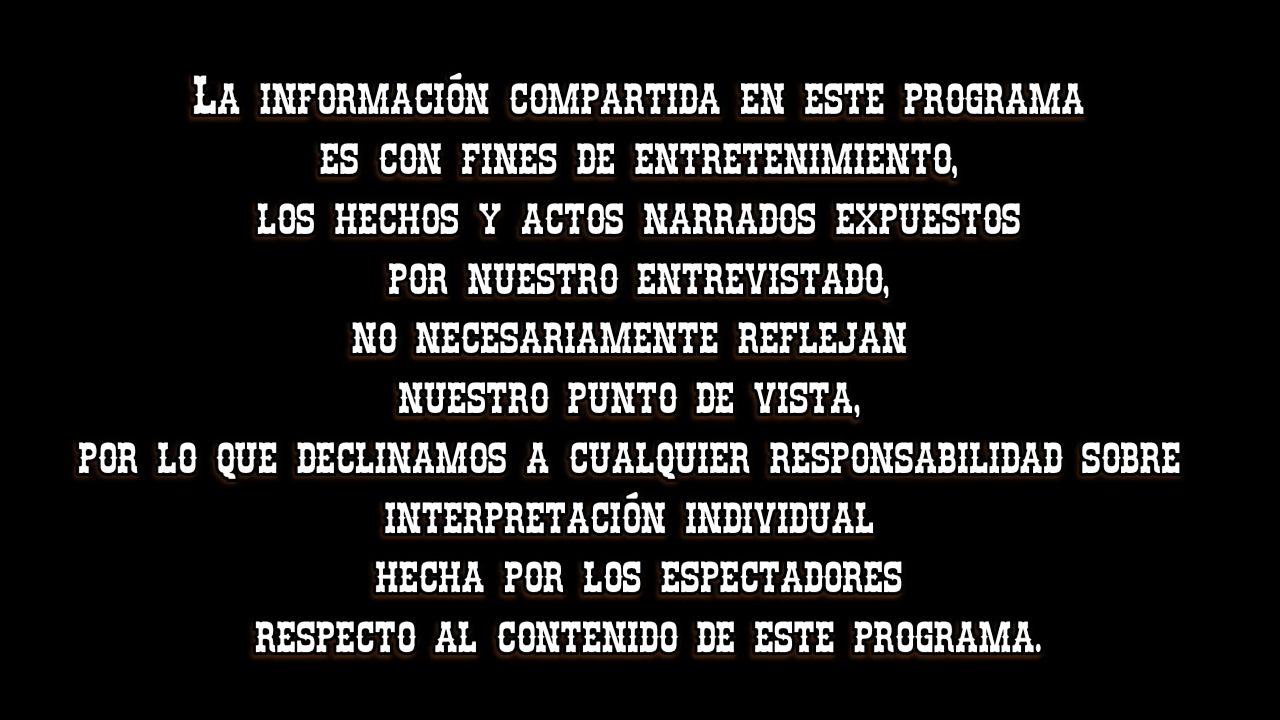 La información compartida en este programa
es con fines de entretenimiento,
los hechos y actos narrados expuestos
por nuestro entrevistado,
no necesariamente reflejan
nuestro punto de vista,
por lo que declinamos a cualquier responsabilidad sobre
interpretación individual
hecha por los espectadores
respecto al contenido de este programa.